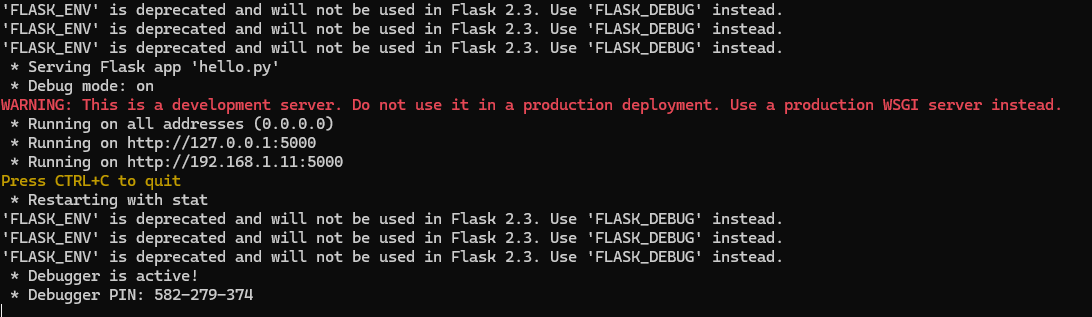 'FLASK_ENV' is deprecated and will not be used in Flask 2.3. Use 'FLASK_DEBUG' instead.
'FLASK_ENV' is deprecated and will not be used in Flask 2.3. Use 'FLASK_DEBUG' instead.
'FLASK_ENV' is deprecated and will not be used in Flask 2.3. Use 'FLASK_DEBUG' instead.
 * Serving Flask app 'hello.py'
 * Debug mode: on
WARNING: This is a development server. Do not use it in a production deployment. Use a production WSGI server instead.
 * Running on all addresses (0.0.0.0)
 * Running on http://127.0.0.1:5000
 * Running on http://192.168.1.11:5000
Press CTRL+C to quit
 * Restarting with stat
'FLASK_ENV' is deprecated and will not be used in Flask 2.3. Use 'FLASK_DEBUG' instead.
'FLASK_ENV' is deprecated and will not be used in Flask 2.3. Use 'FLASK_DEBUG' instead.
'FLASK_ENV' is deprecated and will not be used in Flask 2.3. Use 'FLASK_DEBUG' instead.
 * Debugger is active!
 * Debugger PIN: 582-279-374